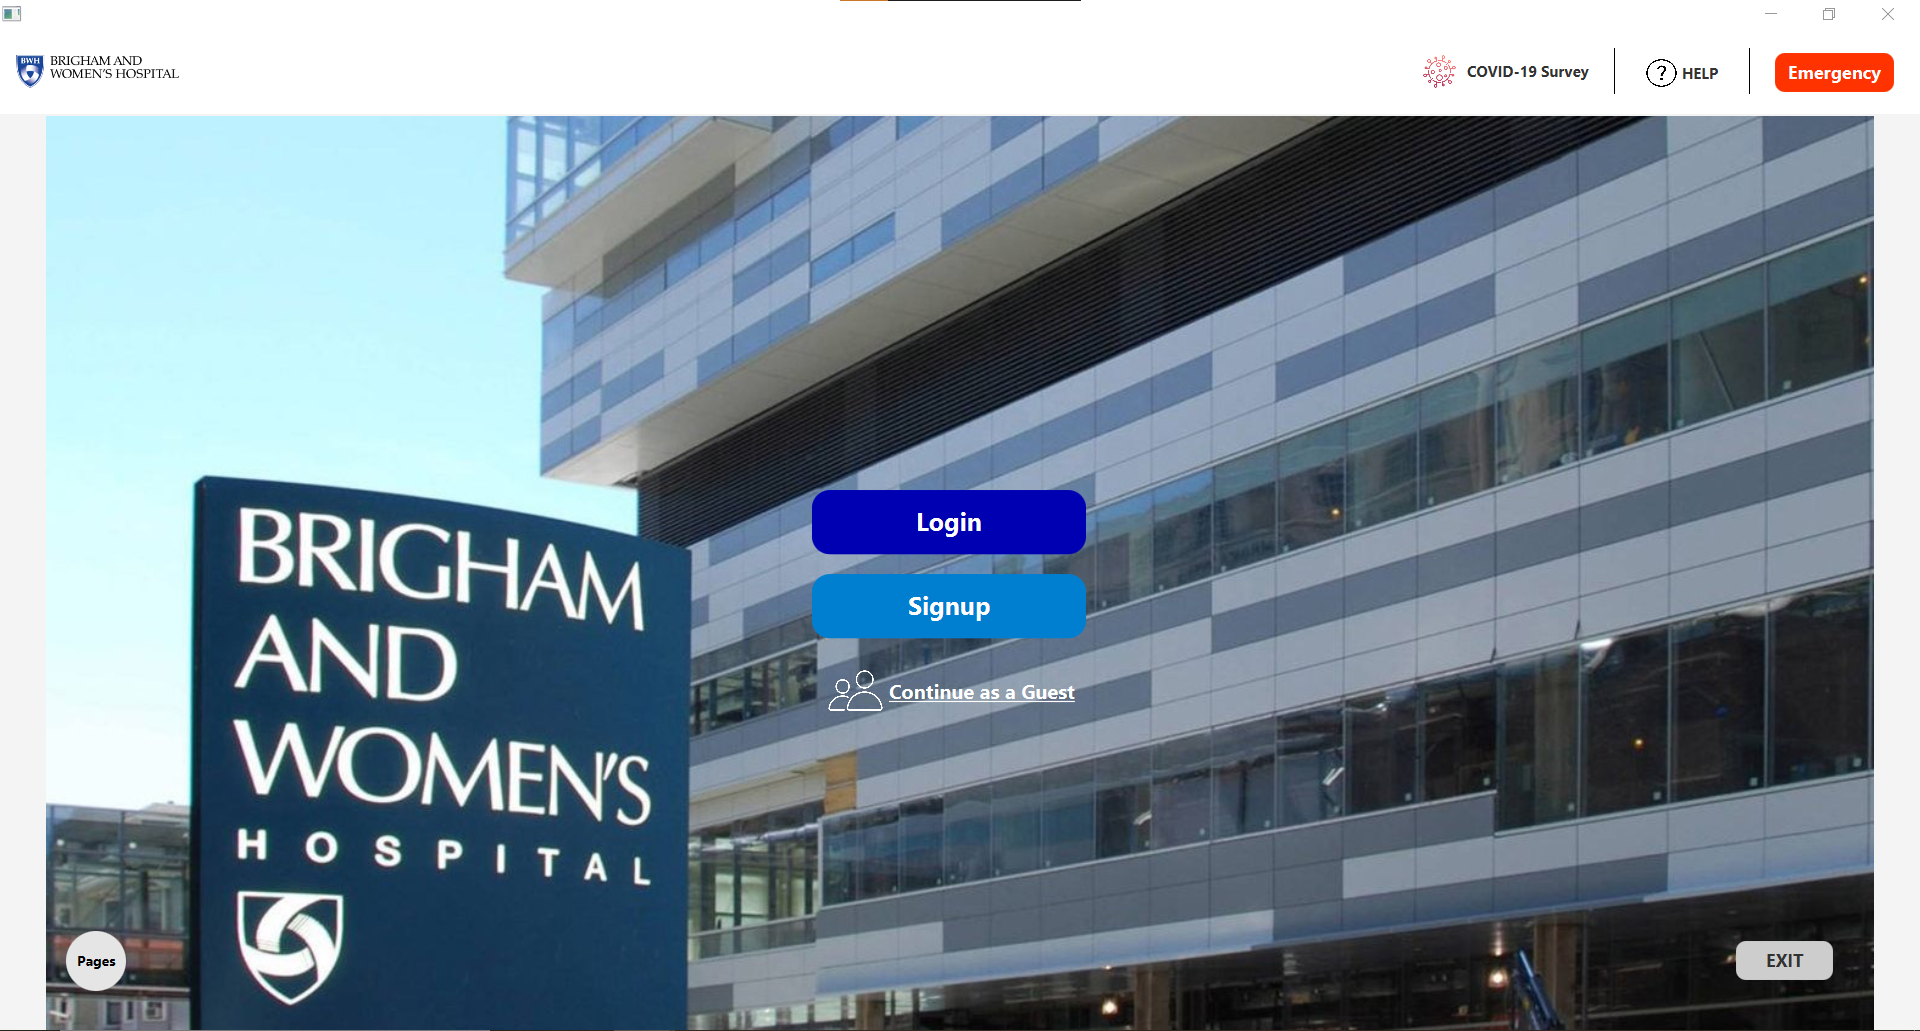 BWH
BRIGHAM AND
WOMEN'S HOSPITAL
COVID-19 Survey
? HELP
Emergency
Login
Signup
Continue as a Guest
BRIGHAM
AND
WOMEN'S
HOSPITAL
Pages
EXIT